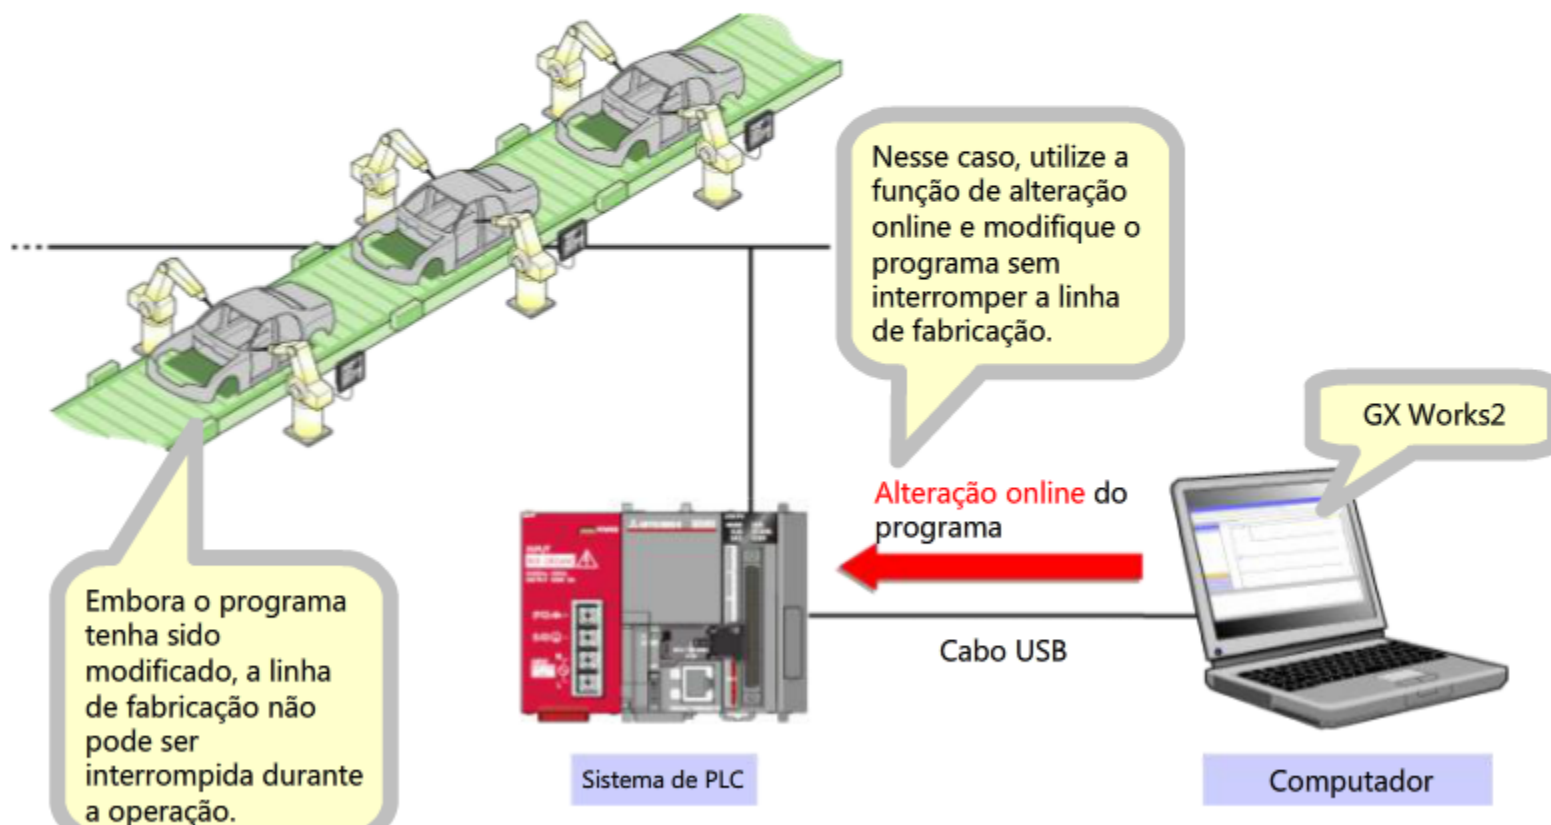 Nesse caso, utilize a
função de alteração
online e modifique o
programa sem
interromper a linha
de fabricação.
GX Works2
Alteração online do
programa
Embora o programa
tenha sido
modificado, a linha
de fabricação não
pode ser
interrompida durante
a operação.
INPUT
Cabo USB
Sistema de PLC
Computador